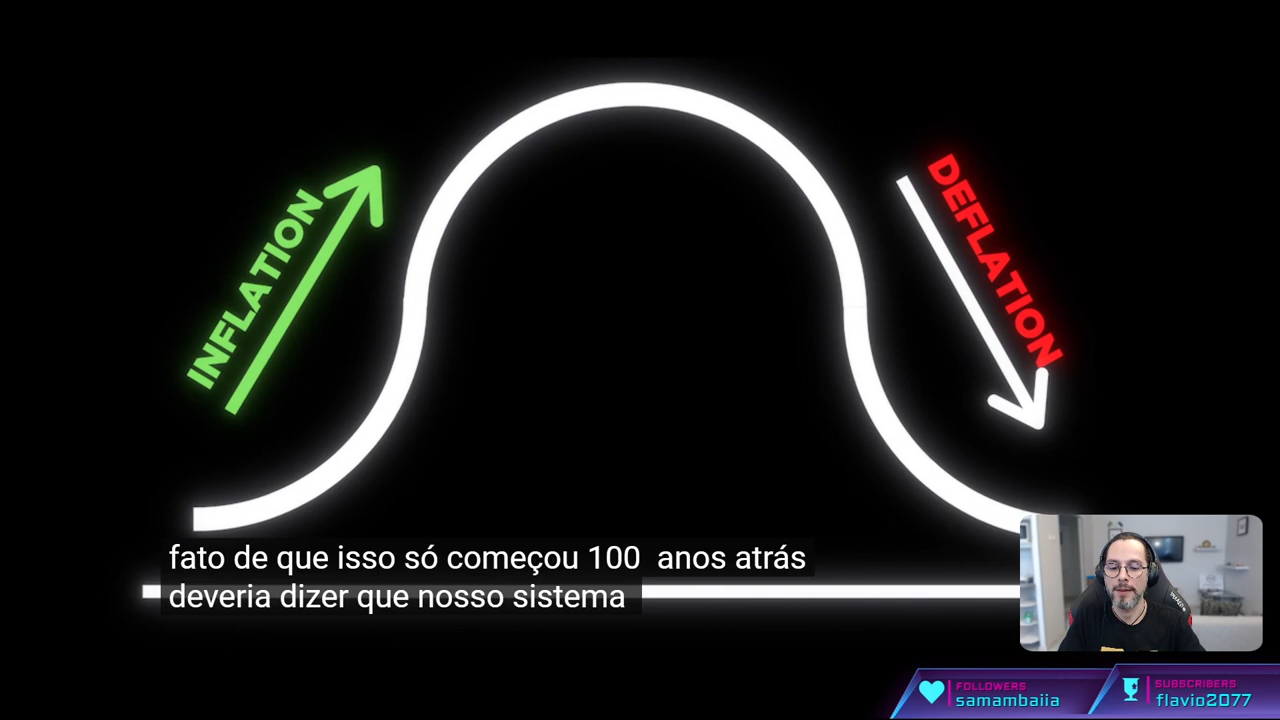 INFLATION
DEFLATION
fato de que isso só começou 100 anos atrás
deveria dizer que nosso sistema
FOLLOWERS
samambaiia
SUBSCRIBERS
flavio2077